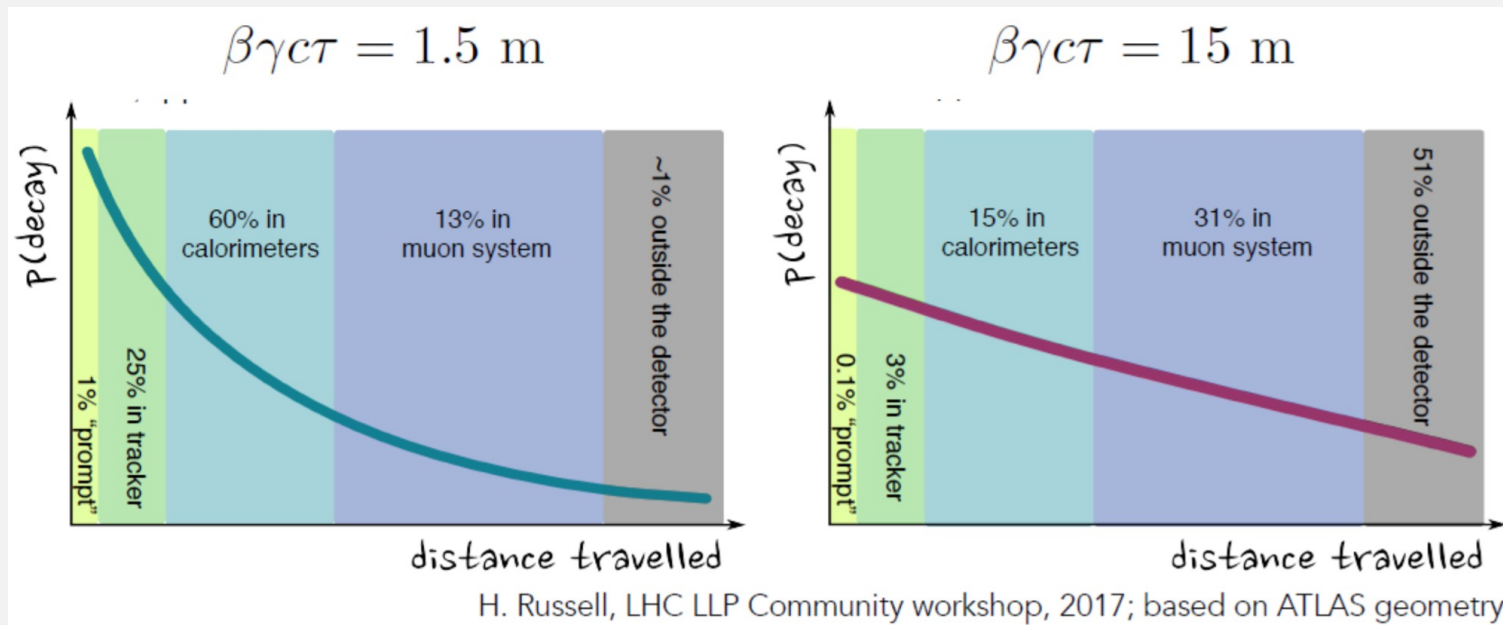 βγcτ = 1.5 m
P(decay)
1% "prompt"
25% in tracker
60% in
calorimeters
13% in
muon system
~1% outside the detector
distance travelled
βγcτ = 15 m
P(decay)
0.1% "prompt"
3% in tracker
15% in
calorimeters
31% in
muon system
51% outside the detector
distance travelled
H. Russell, LHC LLP Community workshop, 2017; based on ATLAS geometry